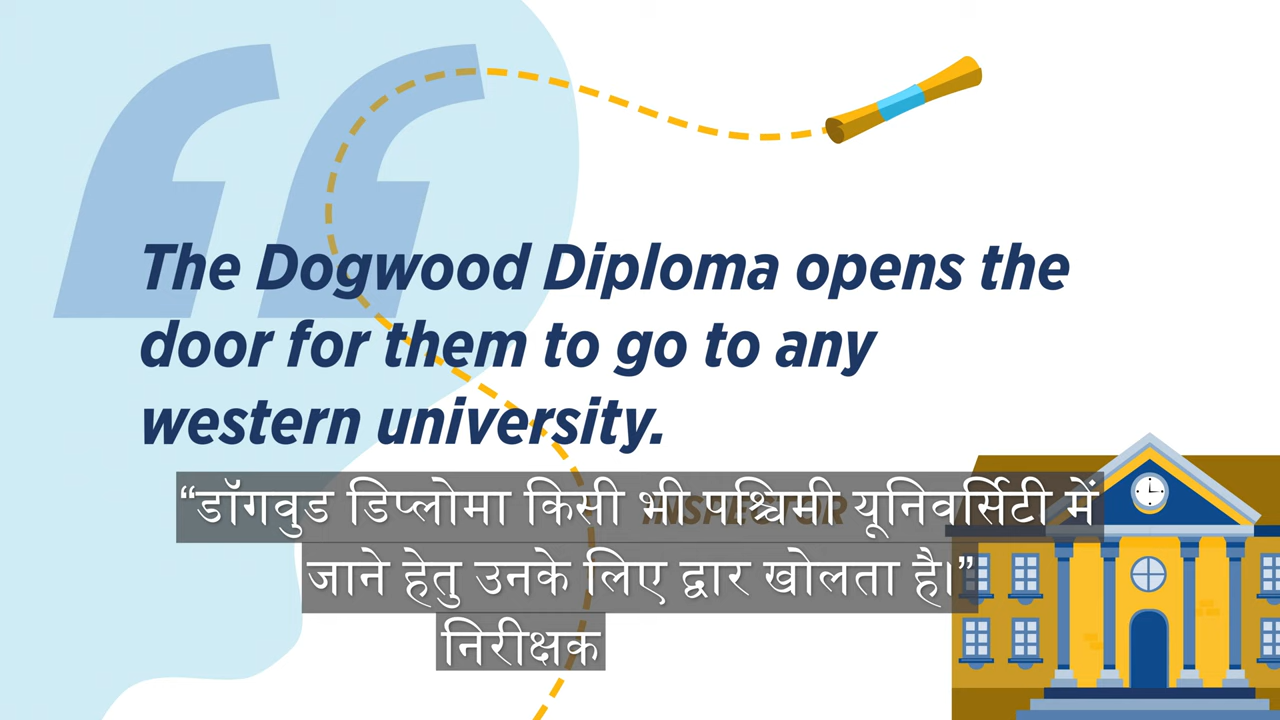 The Dogwood Diploma opens the
door for them to go to any
western university.
INSPECTOR
“डॉगवुड डिप्लोमा किसी भी पश्चिमी यूनिवर्सिटी में
जाने हेतु उनके लिए द्वार खोलता है।”
निरीक्षक